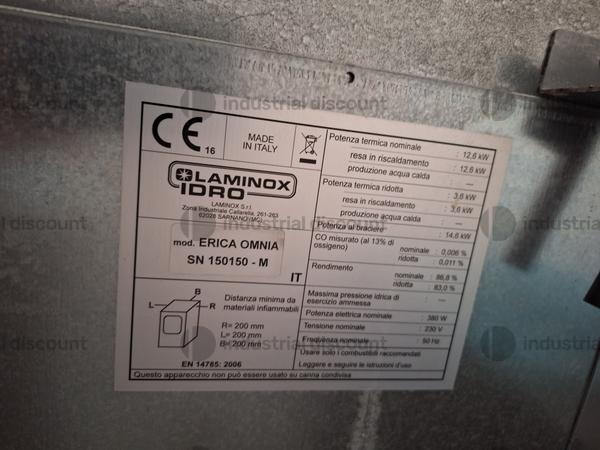 CE 16
MADE
IN ITALY
LAMINOX
IDRO
LAMINOX S.r.l.
Zona Industriale Callarella, 261-263
62028 SARNANO(MC)
mod. ERICA OMNIA
SN 150150 - M
IT
B
L
R
Distanza minima da
materiali infiammabili
R= 200 mm
L= 200 mm
B= 200 mm
EN 14785: 2006
Questo apparecchio non può essere usato su canna condivisa
Potenza termica nominale : 12,6 kW
resa in riscaldamento : 12,6 kW
produzione acqua calda : ---
Potenza termica ridotta : 3,6 kW
resa in riscaldamento : 3,6 kW
produzione acqua calda : ---
Potenza al braciere : 14,6 kW
CO misurato (al 13% di
ossigeno) nominale : 0,006 %
ridotta : 0,011 %
Rendimento nominale : 86,8 %
ridotta : 83,0 %
Massima pressione idrica di
esercizio ammessa : ---
Potenza elettrica nominale : 380 W
Tensione nominale : 230 V
Frequenza nominale : 50 Hz
Usare solo i combustibili raccomandati
Leggere e seguire le istruzioni d'uso
industrial discount